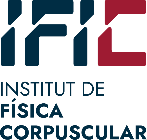 IFIC
INSTITUT DE
FÍSICA
CORPUSCULAR